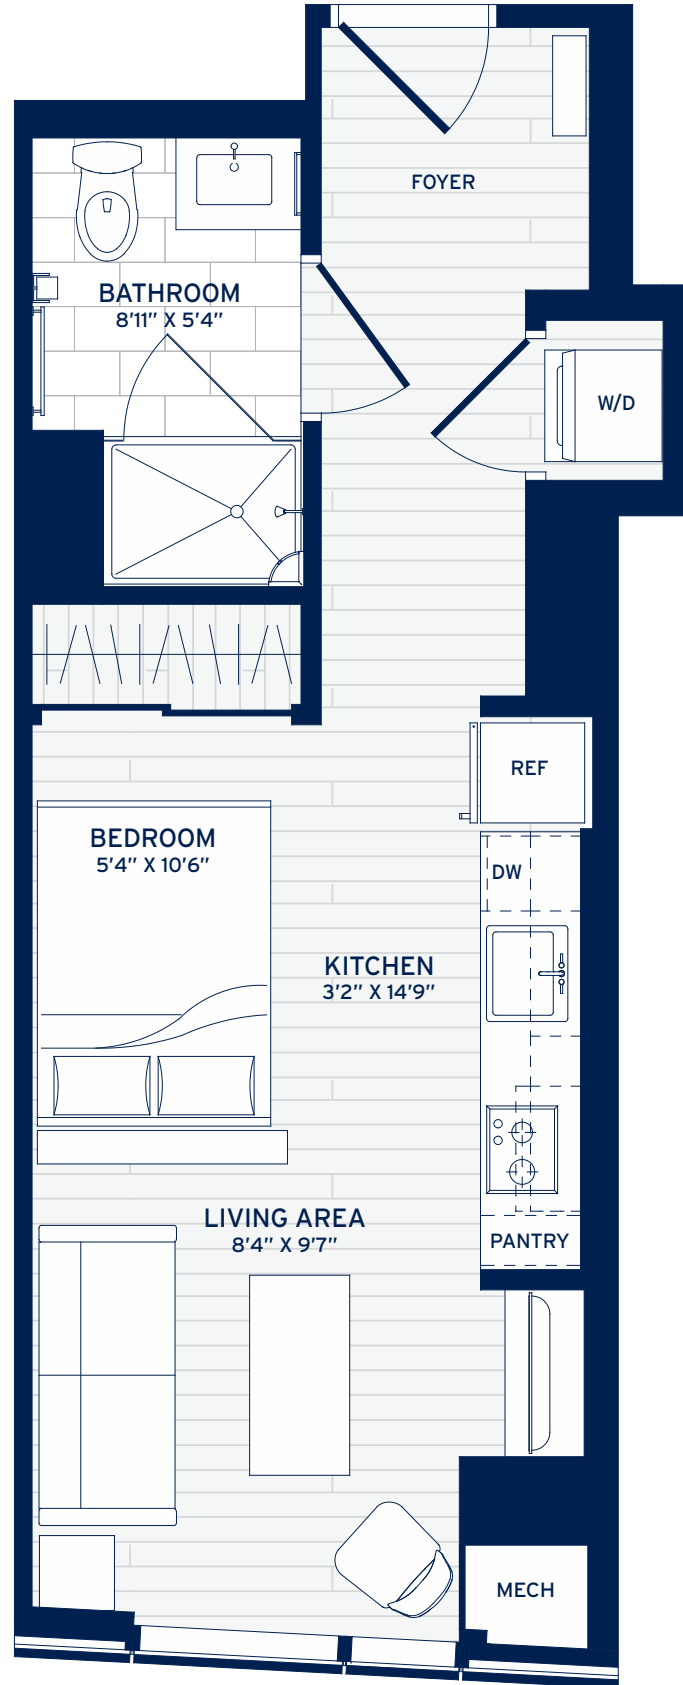 FOYER
BATHROOM
8'11" X 5'4"
W/D
REF
BEDROOM
5'4" X 10'6"
DW
KITCHEN
3'2" X 14'9"
LIVING AREA
8'4" X 9'7"
PANTRY
MECH